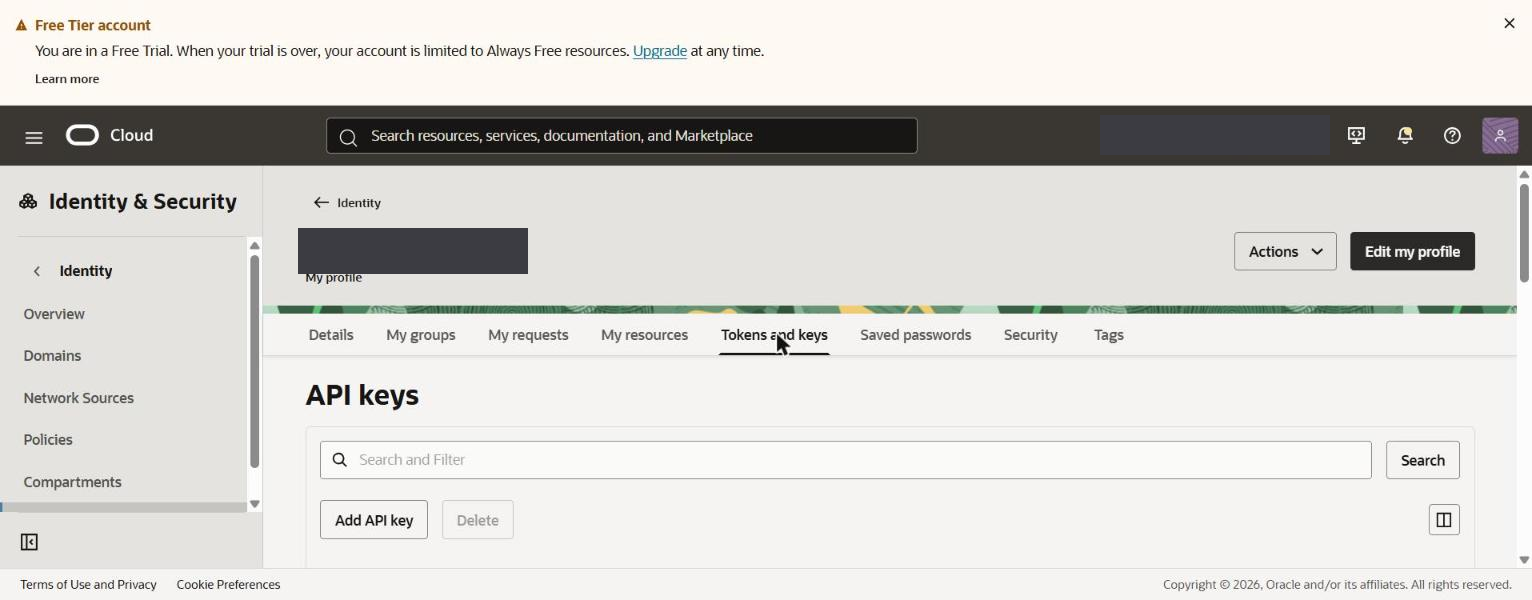 Free Tier account
You are in a Free Trial. When your trial is over, your account is limited to Always Free resources. Upgrade at any time.
Learn more
Cloud
Search resources, services, documentation, and Marketplace
Identity & Security
Identity
Overview
Domains
Network Sources
Policies
Compartments
Identity
My profile
Actions
Edit my profile
Details
My groups
My requests
My resources
Tokens and keys
Saved passwords
Security
Tags
API keys
Search and Filter
Search
Add API key
Delete
Terms of Use and Privacy
Cookie Preferences
Copyright © 2026, Oracle and/or its affiliates. All rights reserved.